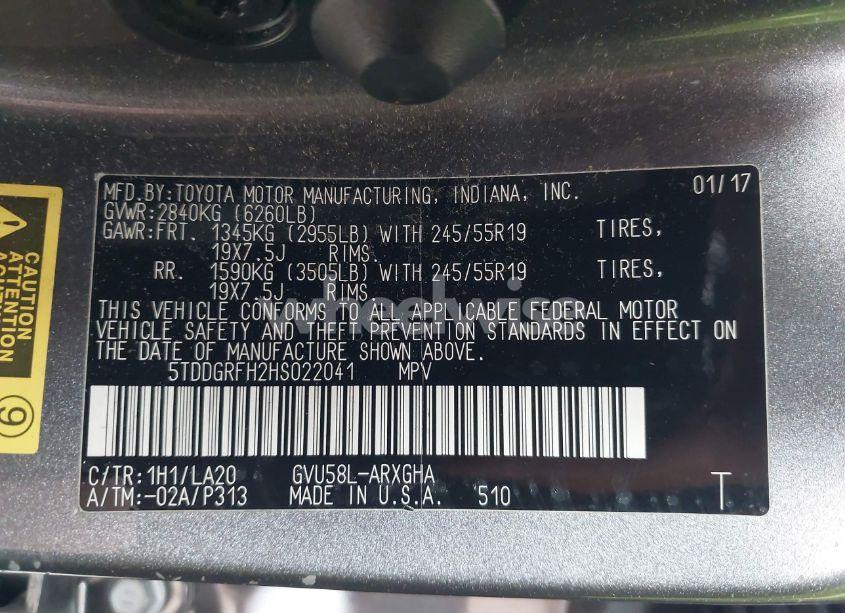 MFD.BY:TOYOTA MOTOR MANUFACTURING, INDIANA, INC. 01/17
GVWR:2840KG (6260LB)
GAWR:FRT. 1345KG (2955LB) WITH 245/55R19 TIRES,
19X7.5J RIMS.
RR. 1590KG (3505LB) WITH 245/55R19 TIRES,
19X7.5J RIMS.
THIS VEHICLE CONFORMS TO ALL APPLICABLE FEDERAL MOTOR
VEHICLE SAFETY AND THEFT PREVENTION STANDARDS IN EFFECT ON
THE DATE OF MANUFACTURE SHOWN ABOVE.
5TDDGRFH2HS022041 MPV
C/TR:1H1/LA20 GVU58L-ARXGHA
A/TM:-02A/P313 MADE IN U.S.A. 510 T
CAUTION
ATTENTION
9
wheelwise